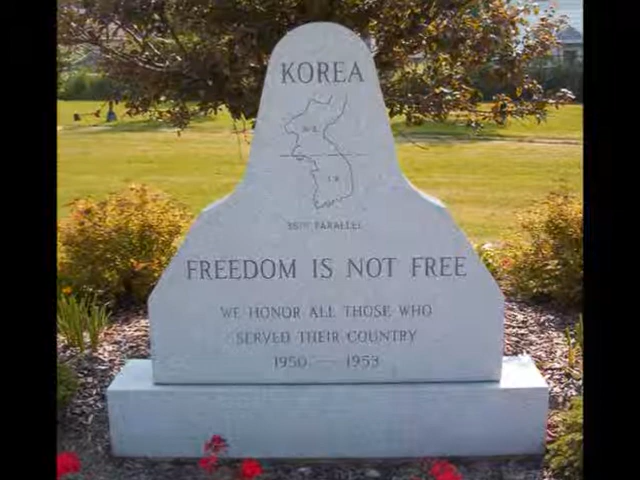 KOREA
38TH PARALLEL
FREEDOM IS NOT FREE
WE HONOR ALL THOSE WHO
SERVED THEIR COUNTRY
1950 — 1953